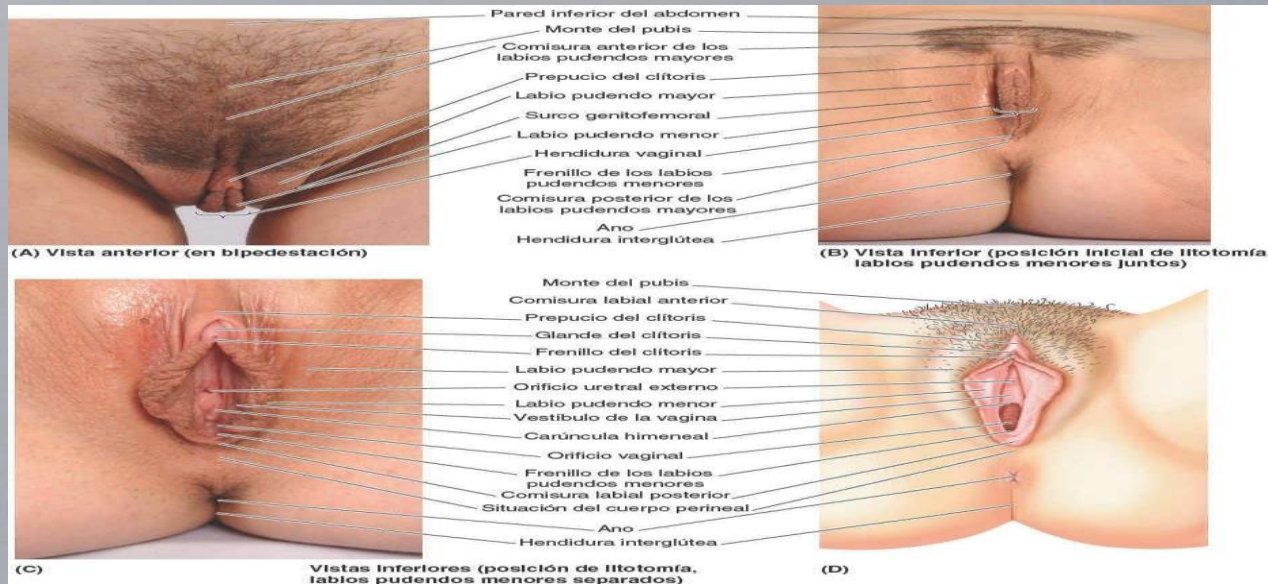 Pared inferior del abdomen
Monte del pubis
Comisura anterior de los
labios pudendos mayores
Prepucio del clítoris
Labio pudendo mayor
Surco genitofemoral
Labio pudendo menor
Hendidura vaginal
Frenillo de los labios
pudendos menores
Comisura posterior de los
labios pudendos mayores
Ano
Hendidura interglútea
(A) Vista anterior (en bipedestación)
(B) Vista inferior (posición inicial de litotomía,
labios pudendos menores juntos)
Monte del pubis
Comisura labial anterior
Prepucio del clítoris
Glande del clítoris
Frenillo del clítoris
Labio pudendo mayor
Orificio uretral externo
Labio pudendo menor
Vestíbulo de la vagina
Carúncula himeneal
Orificio vaginal
Frenillo de los labios
pudendos menores
Comisura labial posterior
Situación del cuerpo perineal
Ano
Hendidura interglútea
(C)
Vistas inferiores (posición de litotomía,
labios pudendos menores separados)
(D)